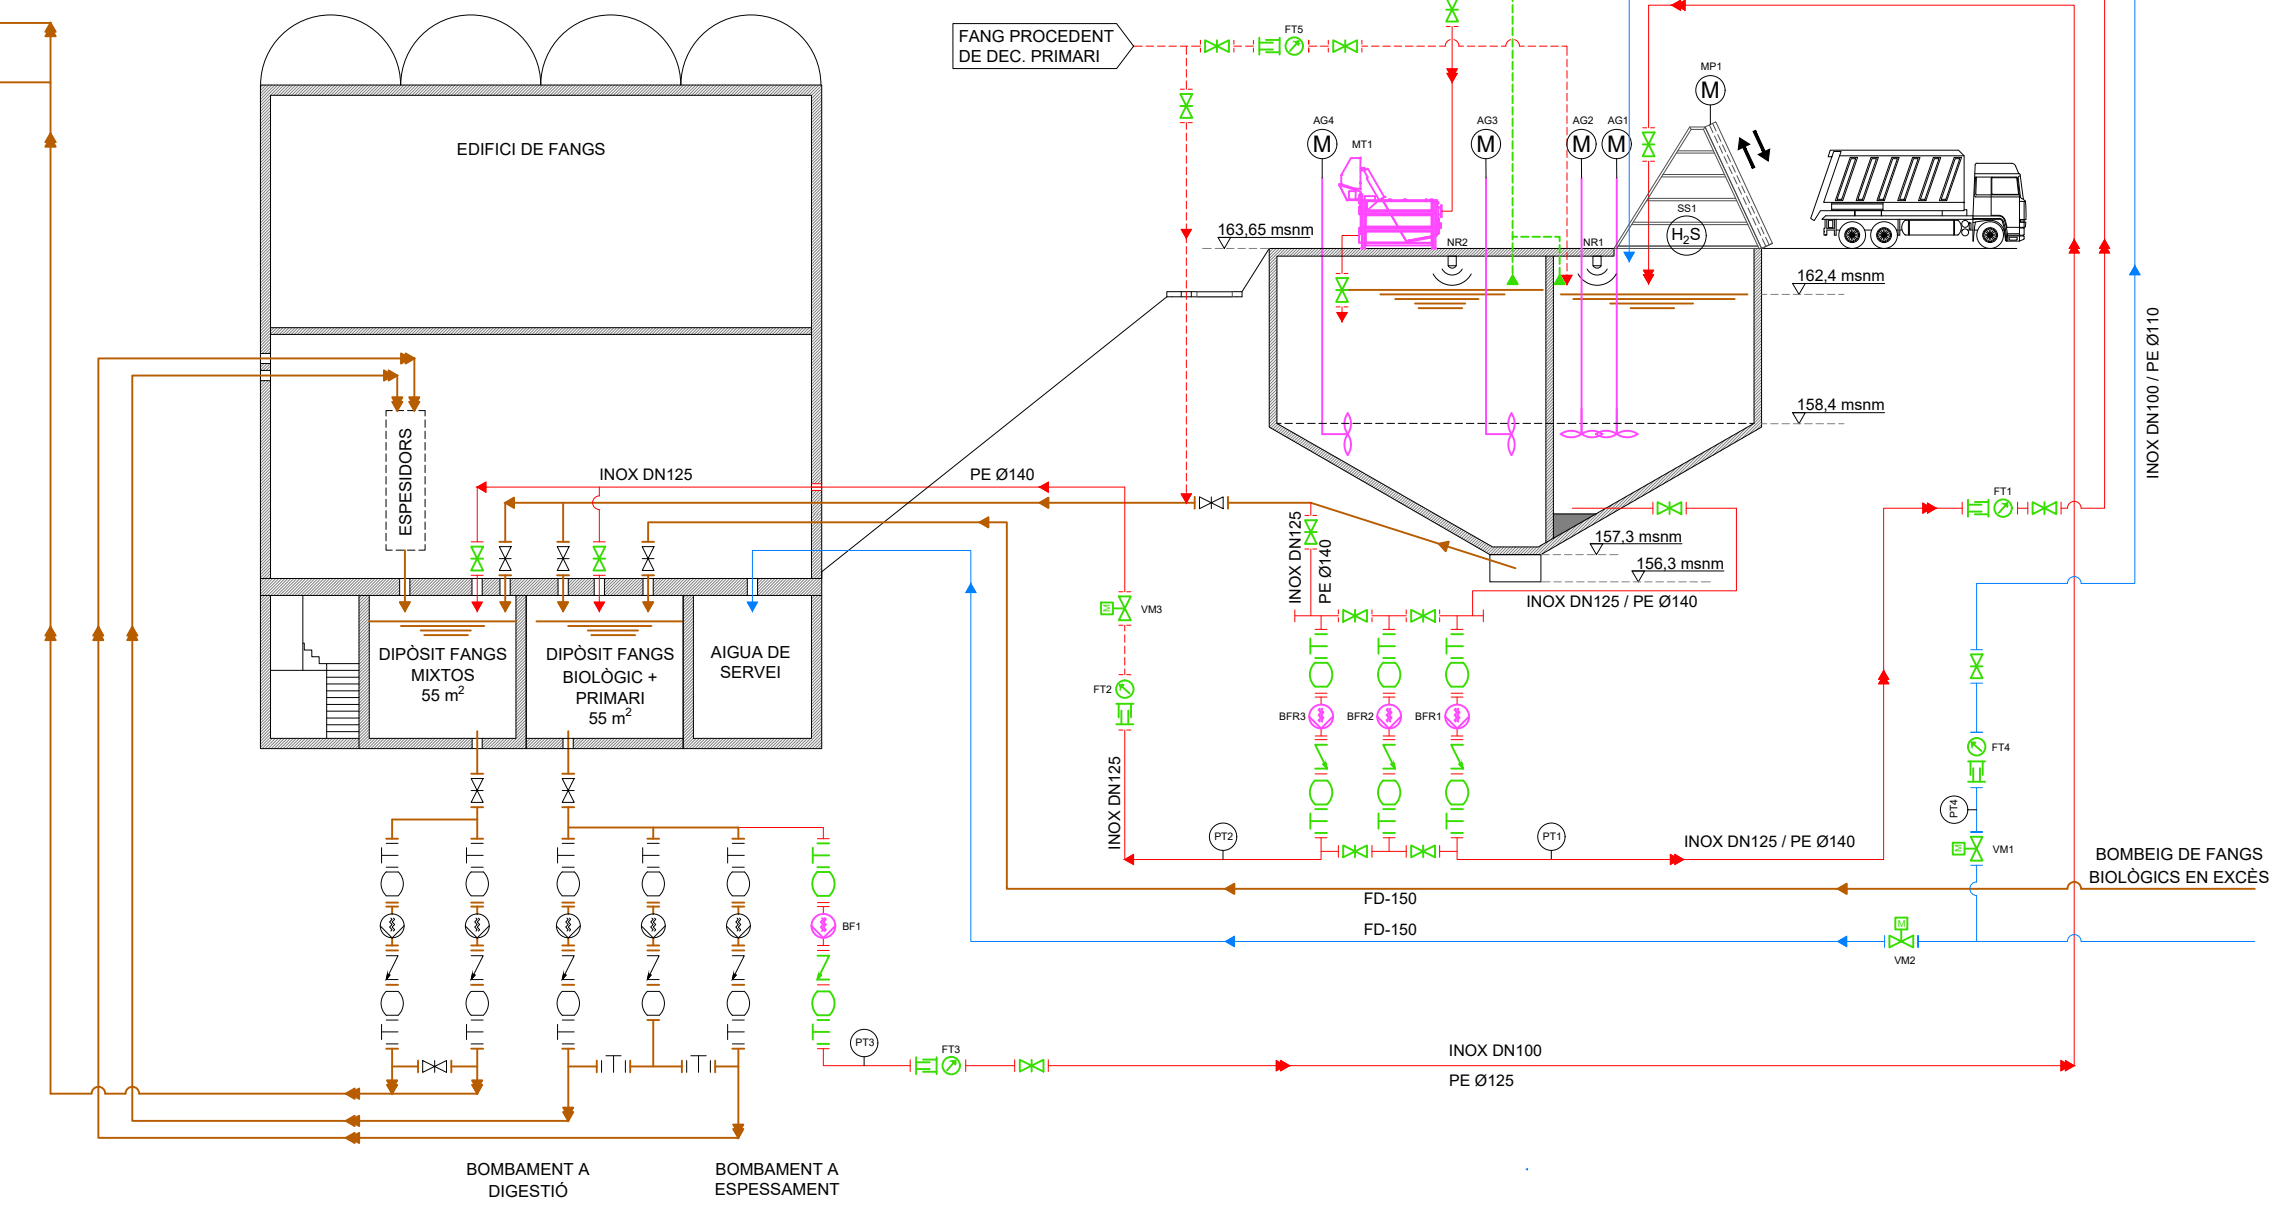 FANG PROCEDENT
DE DEC. PRIMARI
FT5
MP1
M
AG4
M
MT1
AG3
M
AG2
M
AG1
M
EDIFICI DE FANGS
SS1
H2S
163,65 msnm
NR2
NR1
162,4 msnm
INOX DN100 / PE Ø110
158,4 msnm
ESPESIDORS
INOX DN125
PE Ø140
FT1
INOX DN125
PE Ø140
157,3 msnm
156,3 msnm
INOX DN125 / PE Ø140
M
VM3
DIPÒSIT FANGS
MIXTOS
55 m2
DIPÒSIT FANGS
BIOLÒGIC +
PRIMARI
55 m2
AIGUA DE
SERVEI
FT2
BFR3
BFR2
BFR1
FT4
INOX DN125
PT4
PT2
PT1
INOX DN125 / PE Ø140
M
VM1
BOMBEIG DE FANGS
BIOLÒGICS EN EXCÈS
FD-150
BF1
FD-150
M
VM2
PT3
FT3
INOX DN100
PE Ø125
BOMBAMENT A
DIGESTIÓ
BOMBAMENT A
ESPESSAMENT